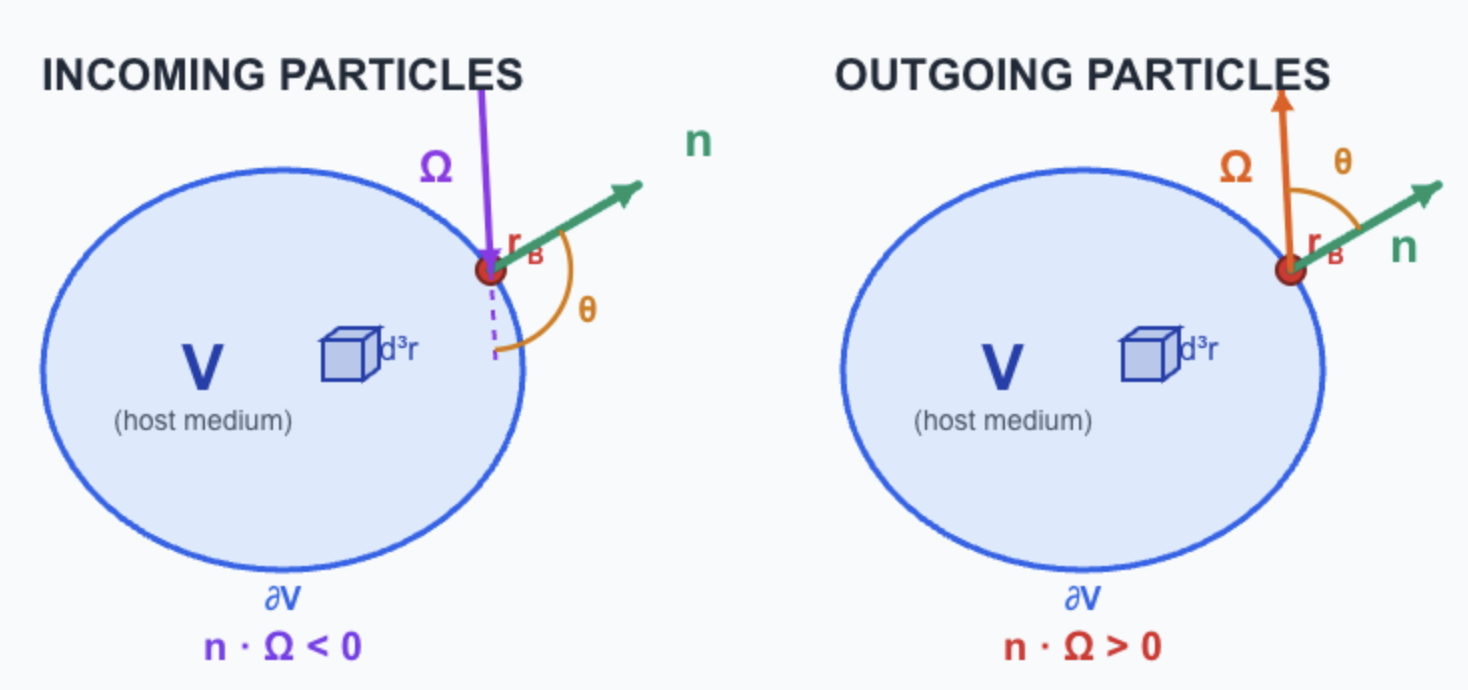 INCOMING PARTICLES
n
Ω
r_B
θ
V
d³r
(host medium)
∂V
n · Ω < 0
OUTGOING PARTICLES
θ
Ω
r_B
n
V
d³r
(host medium)
∂V
n · Ω > 0